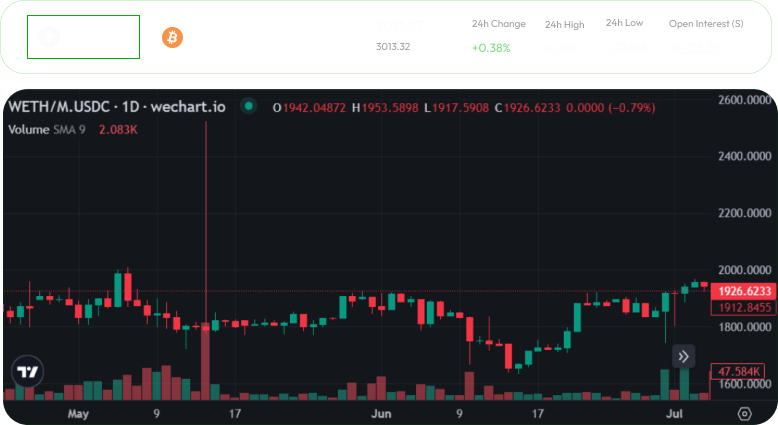 24h Change 24h High 24h Low Open Interest (S)
3013.32 +0.38%
WETH/M.USDC · 1D · wechart.io O1942.04872 H1953.5898 L1917.5908 C1926.6233 0.0000 (−0.79%)
Volume SMA 9 2.083K
2600.0000
2400.0000
2200.0000
2000.0000
1926.6233
1912.8455
1800.0000
47.584K
1600.0000
May 9 17 Jun 9 17 Jul